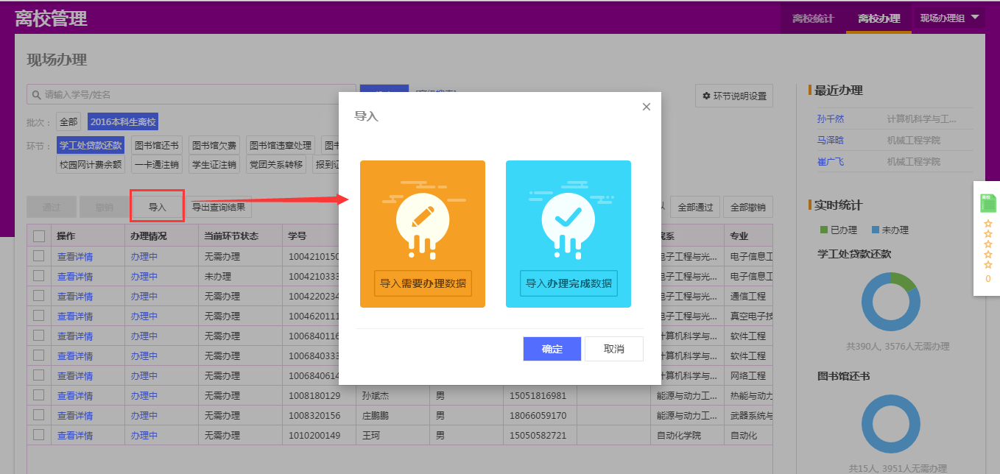 离校管理
离校统计 离校办理 现场办理组
现场办理
请输入学号/姓名
环节说明设置
批次： 全部 2016本科生离校
环节： 学工处贷款还款 图书馆还书 图书馆欠费 图书馆违章处理
校园网计费余额 一卡通注销 学生证注销 党团关系转移
通过 撤销 导入 导出查询结果 全部通过 全部撤销
操作 办理情况 当前环节状态 学号 专业
查看详情 办理中 无需办理 1004210150 电子工程与光... 电子信息工
查看详情 办理中 未办理 1004210333 电子工程与光... 电子信息工
查看详情 办理中 无需办理 1004220234 电子工程与光... 通信工程
查看详情 办理中 无需办理 1004620111 电子工程与光... 真空电子技
查看详情 办理中 无需办理 1006840116 计算机科学与... 软件工程
查看详情 办理中 无需办理 1006840333 计算机科学与... 软件工程
查看详情 办理中 无需办理 1006840614 计算机科学与... 网络工程
查看详情 办理中 无需办理 1008180129 孙斌杰 男 15051816981 能源与动力工... 热能与动力
查看详情 办理中 无需办理 1008320156 庄鹏鹏 男 18066059170 能源与动力工... 武器系统与
查看详情 办理中 无需办理 1010200149 王珂 男 15050582721 自动化学院 自动化
导入
×
导入需要办理数据
导入办理完成数据
确定
取消
最近办理
孙千然 计算机科学与工...
马泽晗 机械工程学院
崔广飞 机械工程学院
实时统计
已办理 未办理
学工处贷款还款
共390人, 3576人无需办理
图书馆还书
共15人, 3951人无需办理
离校
0